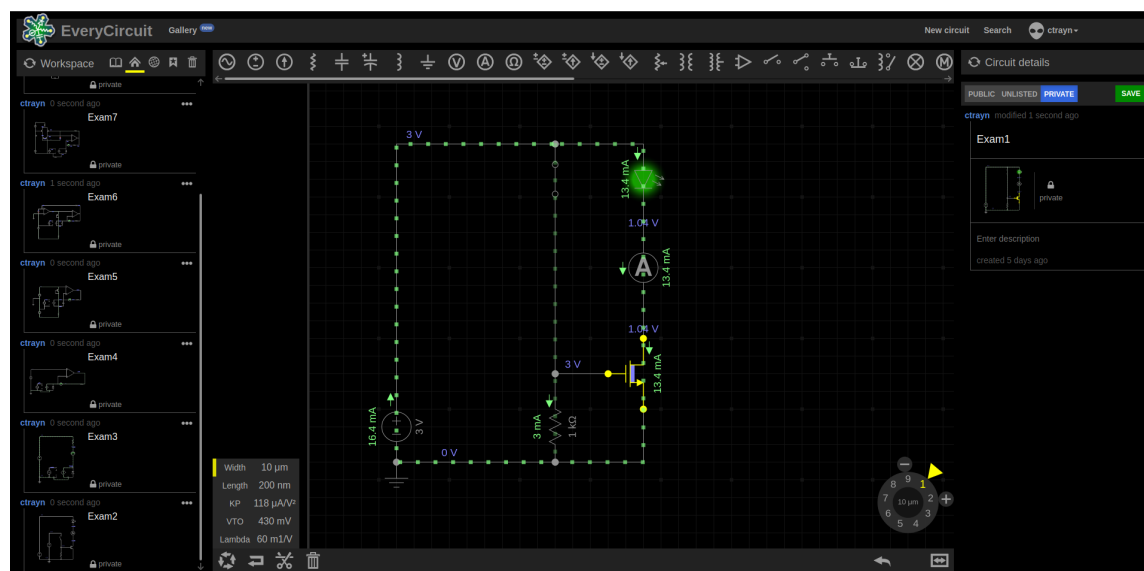 EveryCircuit Gallery new
New circuit Search ctrayn
Workspace
private
ctrayn 0 second ago
Exam7
private
ctrayn 1 second ago
Exam6
private
ctrayn 0 second ago
Exam5
private
ctrayn 0 second ago
Exam4
private
ctrayn 0 second ago
Exam3
private
ctrayn 0 second ago
Exam2
private
V A Ω M
3 V
13.4 mA
1.04 V
A
13.4 mA
1.04 V
3 V
13.4 mA
16.4 mA
3 V
3 mA
1 kΩ
0 V
Width 10 µm
Length 200 nm
KP 118 µA/V²
VTO 430 mV
Lambda 60 m1/V
9 1 2 3 4 5 6 7 8
10 µm
Circuit details
PUBLIC UNLISTED PRIVATE SAVE
ctrayn modified 1 second ago
Exam1
private
Enter description
created 5 days ago